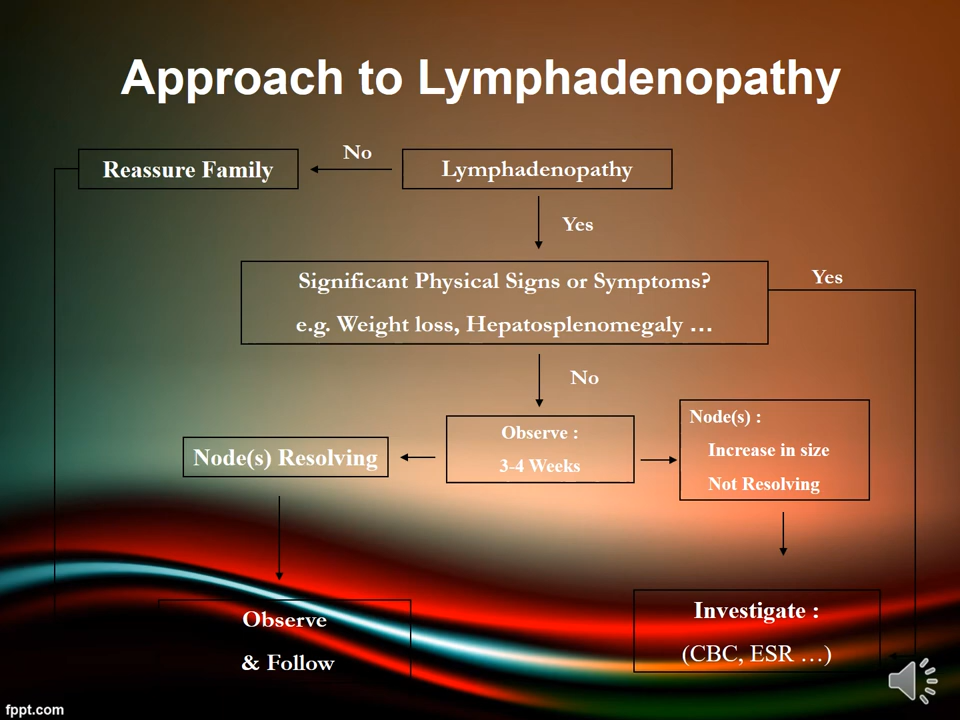 Approach to Lymphadenopathy
Reassure Family
No
Lymphadenopathy
Yes
Significant Physical Signs or Symptoms?
e.g. Weight loss, Hepatosplenomegaly …
Yes
No
Node(s) Resolving
Observe :
3-4 Weeks
Node(s) :
Increase in size
Not Resolving
Observe
& Follow
Investigate :
(CBC, ESR …)
fppt.com